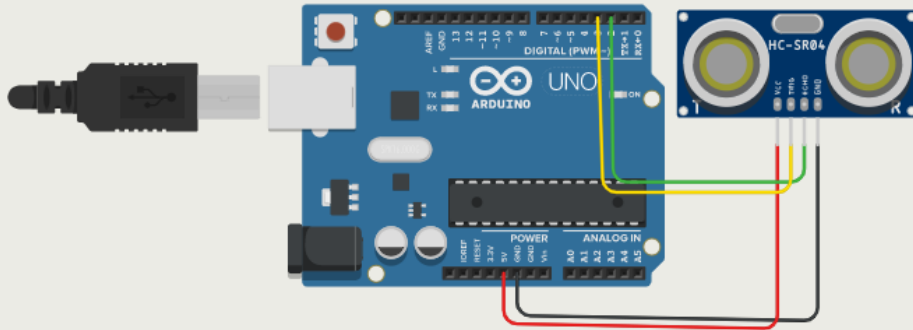 AREF
GND
13
12
~11
~10
~9
8
7
~6
~5
4
2
TX→1
RX←0
DIGITAL (PWM~)
L
TX
RX
ARDUINO
UNO
ON
HC-SR04
VCC
TRIG
ECHO
GND
T
R
POWER
ANALOG IN
IOREF
RESET
3.3V
5V
GND
GND
Vin
A0
A1
A2
A3
A4
A5